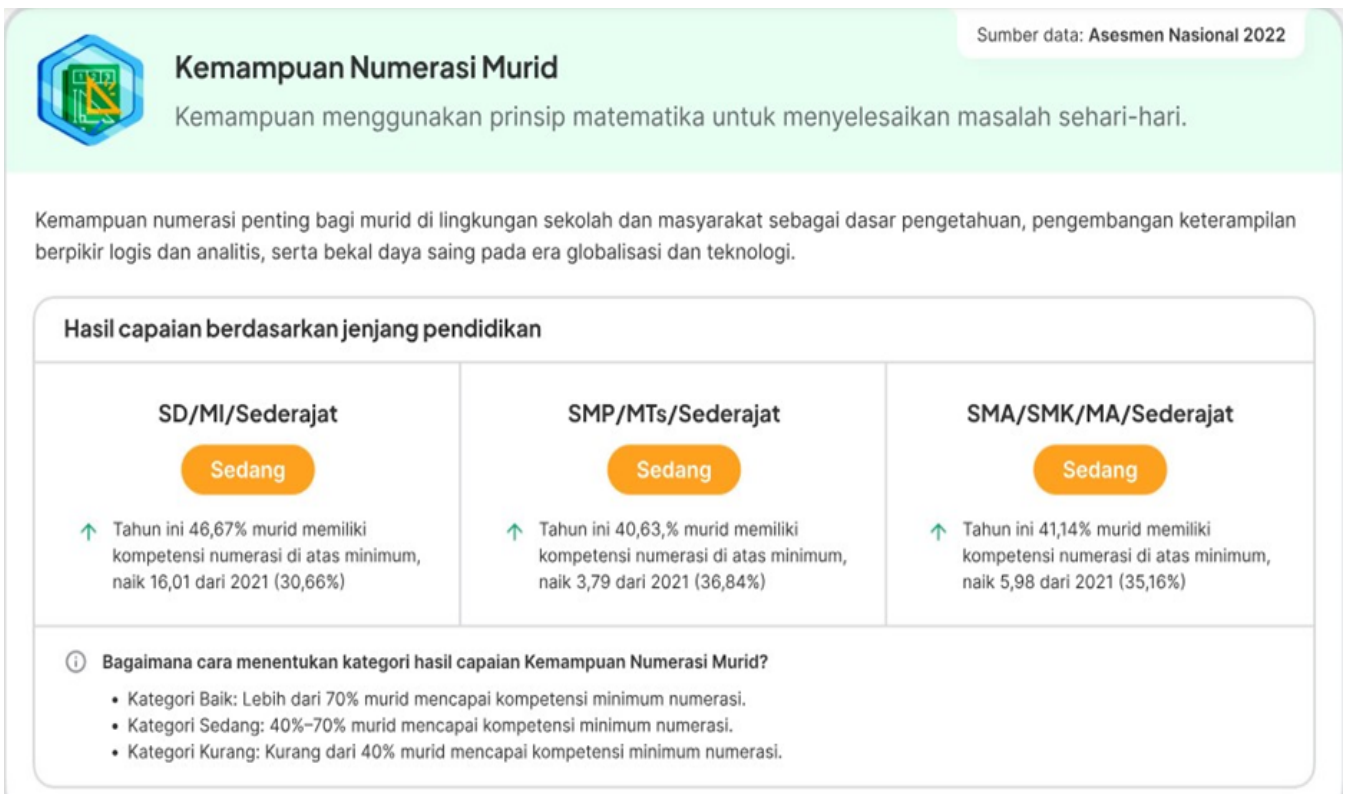 Sumber data: Asesmen Nasional 2022
Kemampuan Numerasi Murid
Kemampuan menggunakan prinsip matematika untuk menyelesaikan masalah sehari-hari.
Kemampuan numerasi penting bagi murid di lingkungan sekolah dan masyarakat sebagai dasar pengetahuan, pengembangan keterampilan
berpikir logis dan analitis, serta bekal daya saing pada era globalisasi dan teknologi.
Hasil capaian berdasarkan jenjang pendidikan
SD/MI/Sederajat
Sedang
Tahun ini 46,67% murid memiliki
kompetensi numerasi di atas minimum,
naik 16,01 dari 2021 (30,66%)
SMP/MTs/Sederajat
Sedang
Tahun ini 40,63,% murid memiliki
kompetensi numerasi di atas minimum,
naik 3,79 dari 2021 (36,84%)
SMA/SMK/MA/Sederajat
Sedang
Tahun ini 41,14% murid memiliki
kompetensi numerasi di atas minimum,
naik 5,98 dari 2021 (35,16%)
Bagaimana cara menentukan kategori hasil capaian Kemampuan Numerasi Murid?
• Kategori Baik: Lebih dari 70% murid mencapai kompetensi minimum numerasi.
• Kategori Sedang: 40%–70% murid mencapai kompetensi minimum numerasi.
• Kategori Kurang: Kurang dari 40% murid mencapai kompetensi minimum numerasi.